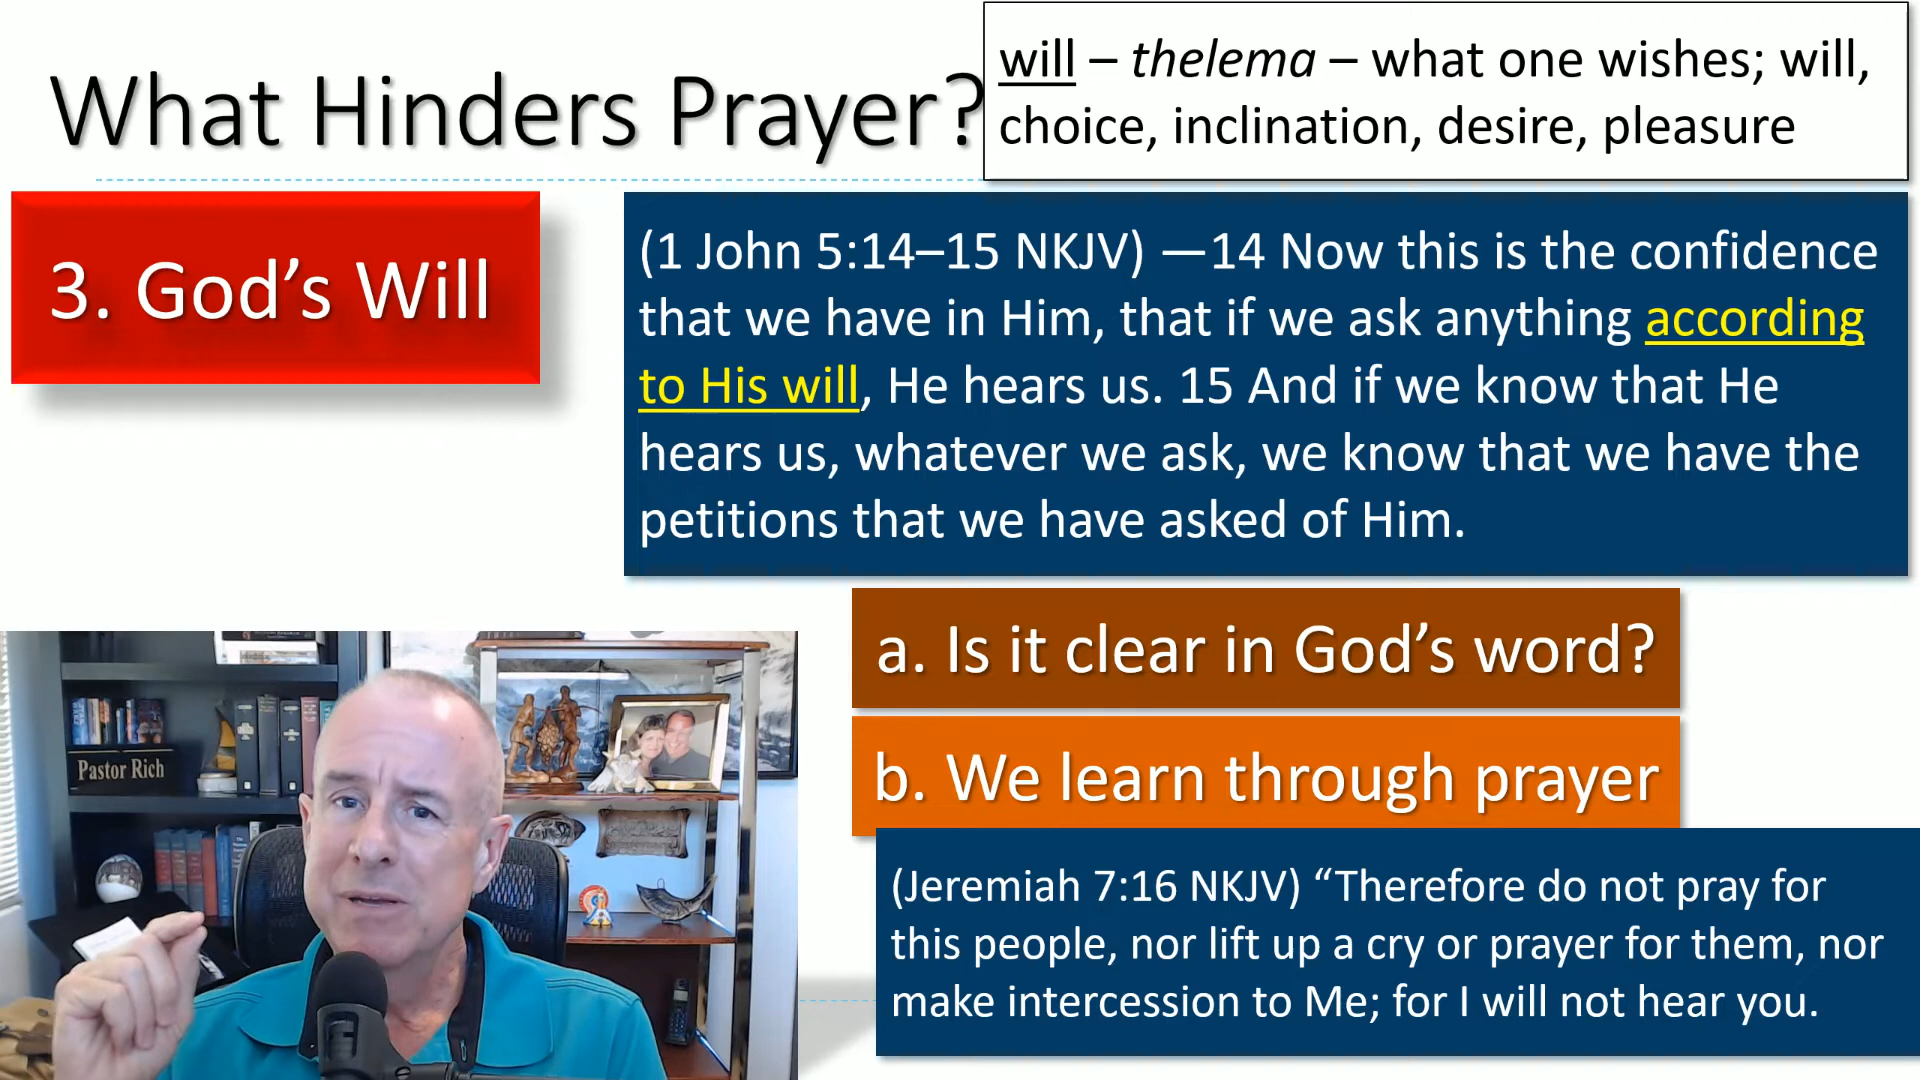 What Hinders Prayer?
will – thelema – what one wishes; will,
choice, inclination, desire, pleasure
3. God’s Will
(1 John 5:14–15 NKJV) —14 Now this is the confidence
that we have in Him, that if we ask anything according
to His will, He hears us. 15 And if we know that He
hears us, whatever we ask, we know that we have the
petitions that we have asked of Him.
a. Is it clear in God’s word?
b. We learn through prayer
(Jeremiah 7:16 NKJV) “Therefore do not pray for
this people, nor lift up a cry or prayer for them, nor
make intercession to Me; for I will not hear you.
Pastor Rich